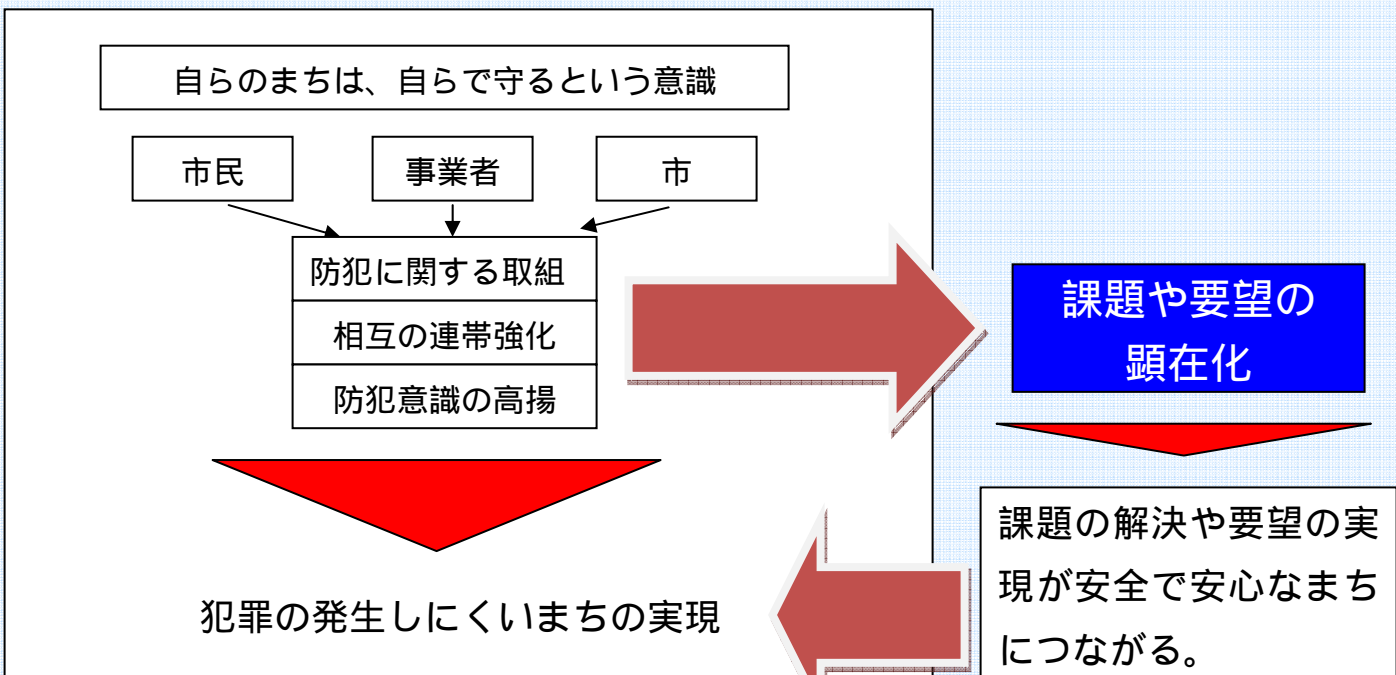 自らのまちは、自らで守るという意識
市民
事業者
市
防犯に関する取組
相互の連帯強化
防犯意識の高揚
犯罪の発生しにくいまちの実現
課題や要望の
顕在化
課題の解決や要望の実
現が安全で安心なまち
につながる。